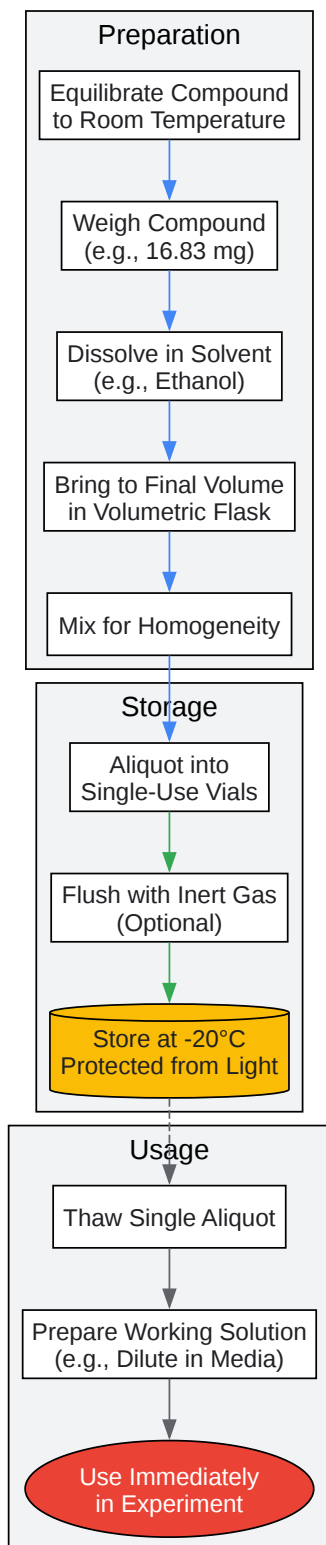 Preparation
Equilibrate Compound
to Room Temperature
Weigh Compound
(e.g., 16.83 mg)
Dissolve in Solvent
(e.g., Ethanol)
Bring to Final Volume
in Volumetric Flask
Mix for Homogeneity
Storage
Aliquot into
Single-Use Vials
Flush with Inert Gas
(Optional)
Store at -20°C
Protected from Light
Usage
Thaw Single Aliquot
Prepare Working Solution
(e.g., Dilute in Media)
Use Immediately
in Experiment